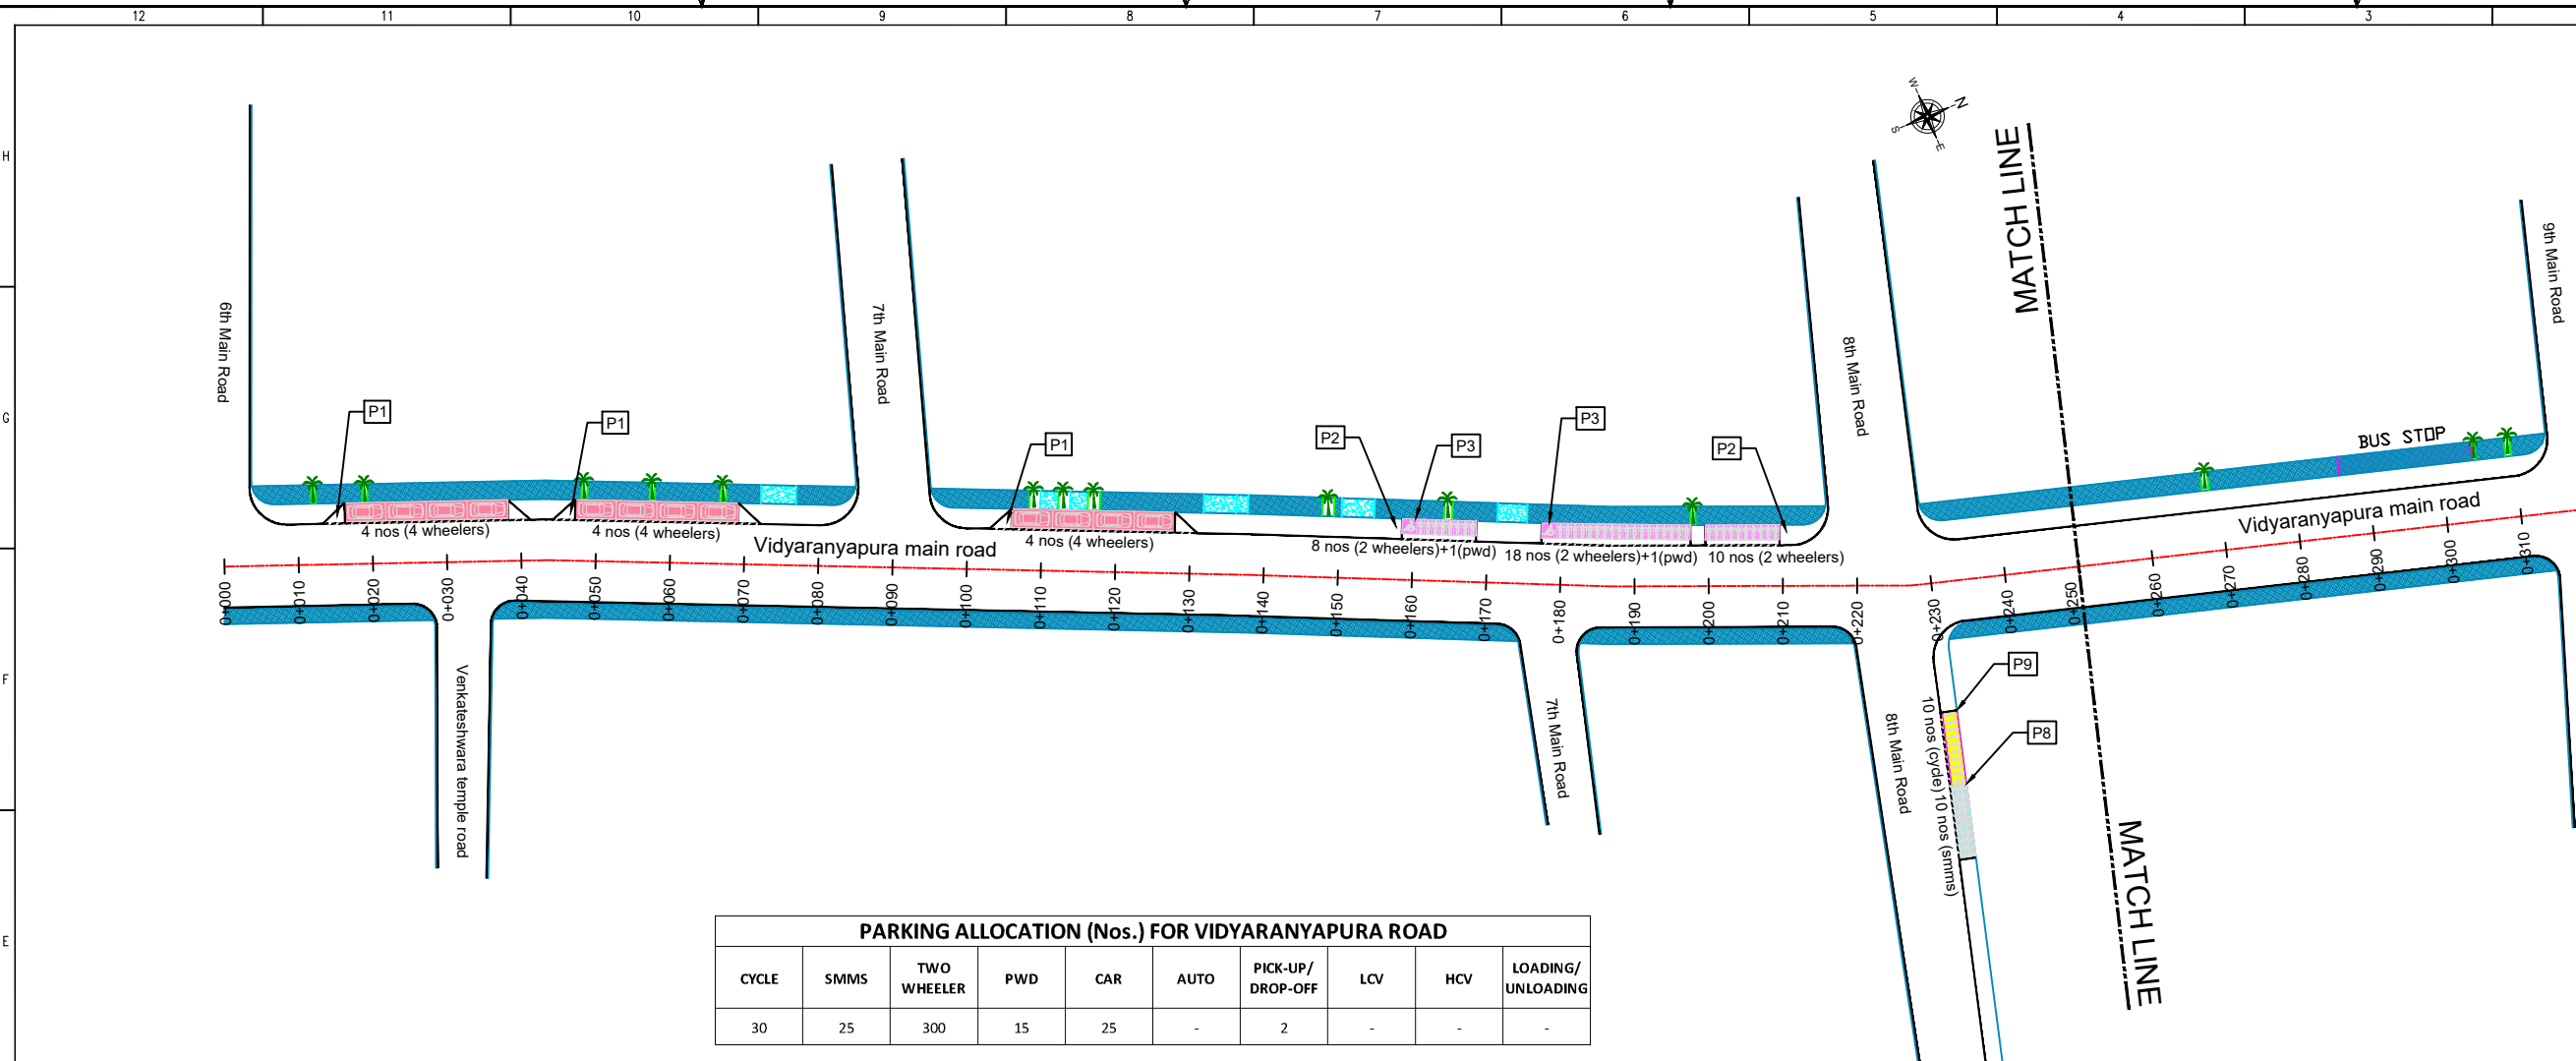 12 11 10 9 8 7 6 5 4 3
H
G
F
E
W
N
S
E
MATCH LINE
6th Main Road
7th Main Road
8th Main Road
9th Main Road
P1
P1
P1
P2
P3
P3
P2
BUS STOP
4 nos (4 wheelers)
4 nos (4 wheelers)
4 nos (4 wheelers)
8 nos (2 wheelers)+1(pwd)
18 nos (2 wheelers)+1(pwd)
10 nos (2 wheelers)
Vidyaranyapura main road
Vidyaranyapura main road
0+000
0+010
0+020
0+030
0+040
0+050
0+060
0+070
0+080
0+090
0+100
0+110
0+120
0+130
0+140
0+150
0+160
0+170
0+180
0+190
0+200
0+210
0+220
0+230
0+240
0+250
0+260
0+270
0+280
0+290
0+300
0+310
Venkateshwara temple road
7th Main Road
8th Main Road
P9
P8
10 nos (cycle)
10 nos (smms)
MATCH LINE
PARKING ALLOCATION (Nos.) FOR VIDYARANYAPURA ROAD
CYCLE SMMS TWO WHEELER PWD CAR AUTO PICK-UP/ DROP-OFF LCV HCV LOADING/ UNLOADING
30 25 300 15 25 - 2 - - -